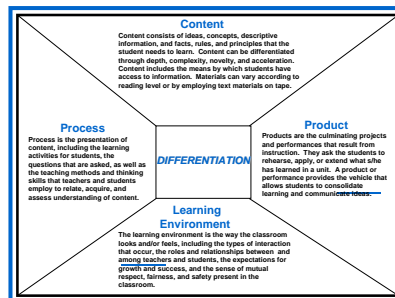 Content
Content consists of ideas, concepts, descriptive
information, and facts, rules, and principles that the
student needs to learn. Content can be differentiated
through depth, complexity, novelty, and acceleration.
Content includes the means by which students have
access to information. Materials can vary according to
reading level or by employing text materials on tape.
Process
Process is the presentation of
content, including the learning
activities for students, the
questions that are asked, as well as
the teaching methods and thinking
skills that teachers and students
employ to relate, acquire, and
assess understanding of content.
DIFFERENTIATION
Product
Products are the culminating projects
and performances that result from
instruction. They ask the students to
rehearse, apply, or extend what s/he
has learned in a unit. A product or
performance provides the vehicle that
allows students to consolidate
learning and communicate ideas.
Learning
Environment
The learning environment is the way the classroom
looks and/or feels, including the types of interaction
that occur, the roles and relationships between and
among teachers and students, the expectations for
growth and success, and the sense of mutual
respect, fairness, and safety present in the
classroom.